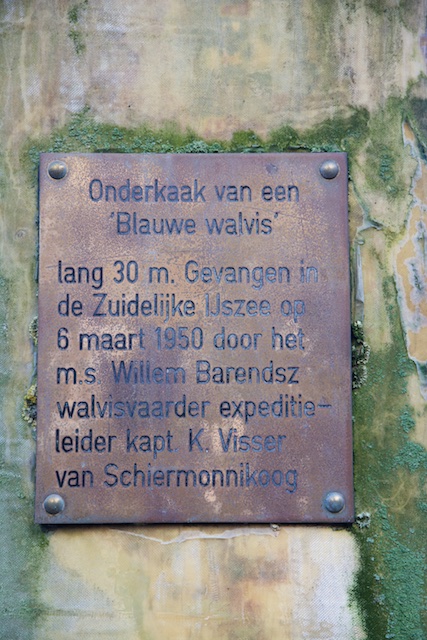 Onderkaak van een
'Blauwe walvis'
lang 30 m. Gevangen in
de Zuidelijke IJszee op
6 maart 1950 door het
m.s. Willem Barendsz
walvisvaarder expeditie-
leider kapt. K. Visser
van Schiermonnikoog